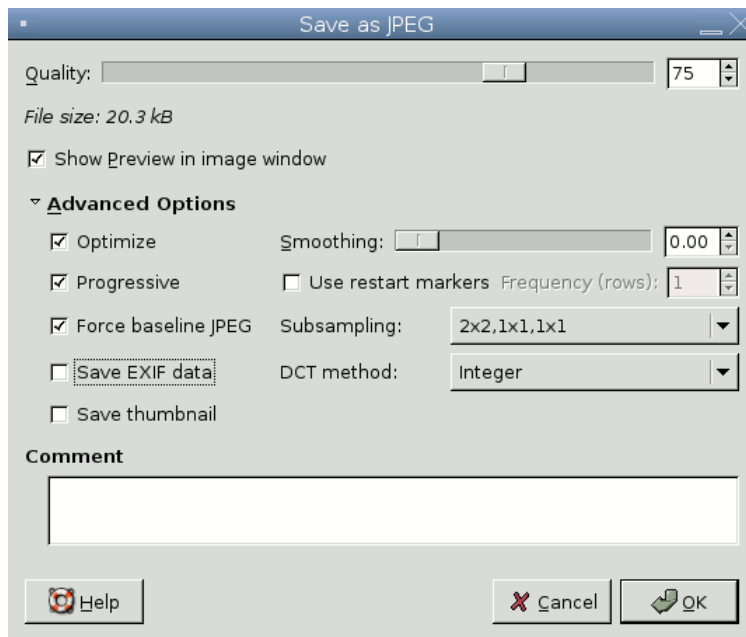 Save as JPEG
Quality: 75
File size: 20.3 kB
Show Preview in image window
Advanced Options
Optimize Smoothing: 0.00
Progressive Use restart markers Frequency (rows): 1
Force baseline JPEG Subsampling: 2x2,1x1,1x1
Save EXIF data DCT method: Integer
Save thumbnail
Comment
Help Cancel OK